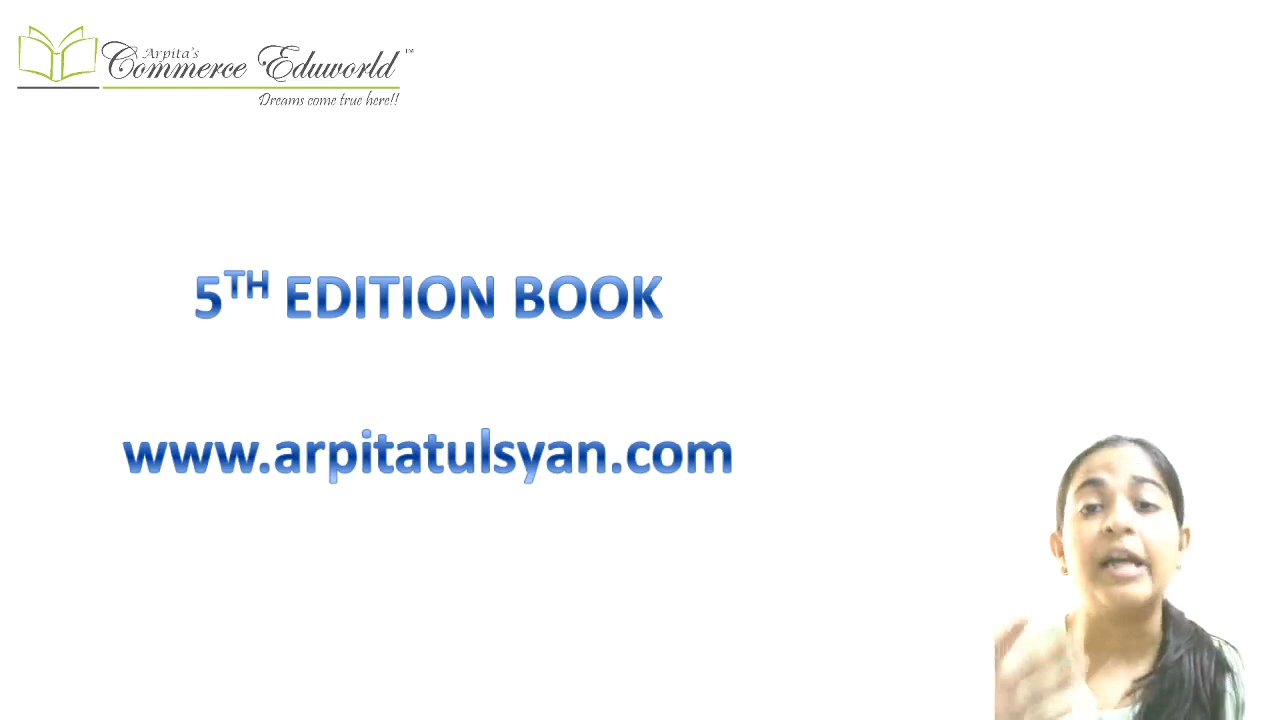 Arpita's
Commerce Eduworld™
Dreams come true here!!
5TH EDITION BOOK
www.arpitatulsyan.com